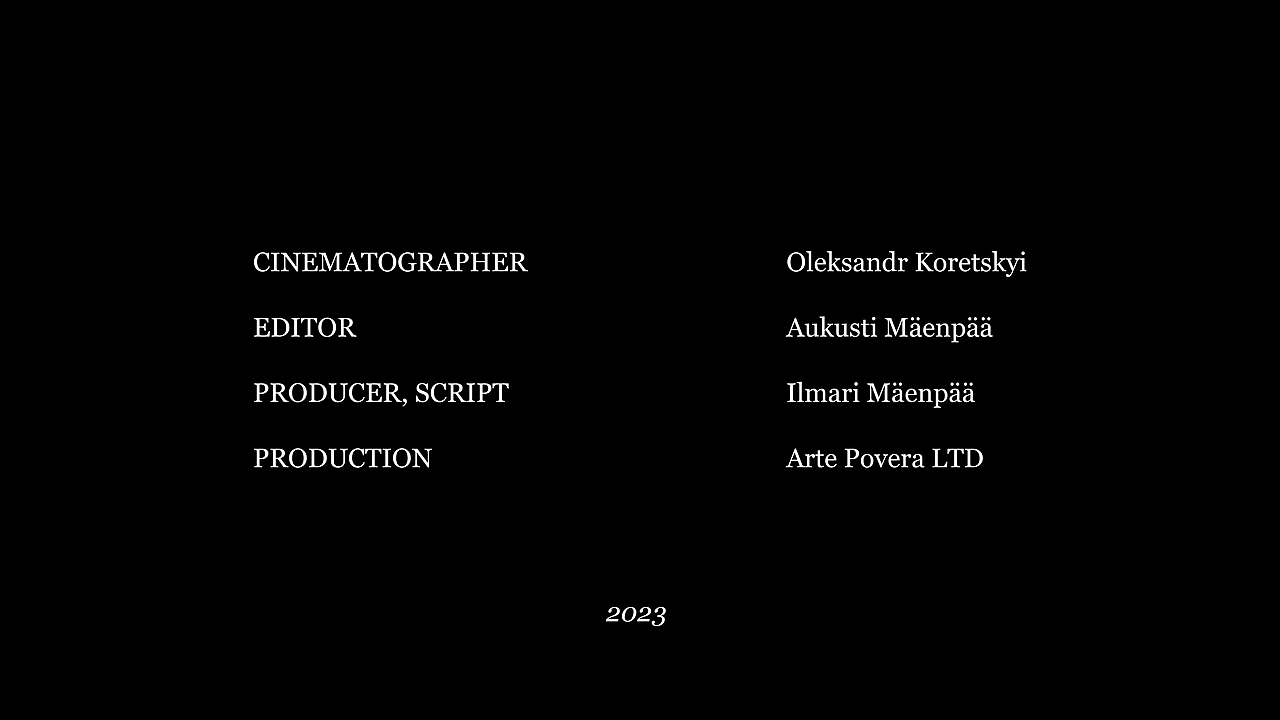 CINEMATOGRAPHER Oleksandr Koretskyi
EDITOR Aukusti Mäenpää
PRODUCER, SCRIPT Ilmari Mäenpää
PRODUCTION Arte Povera LTD
2023